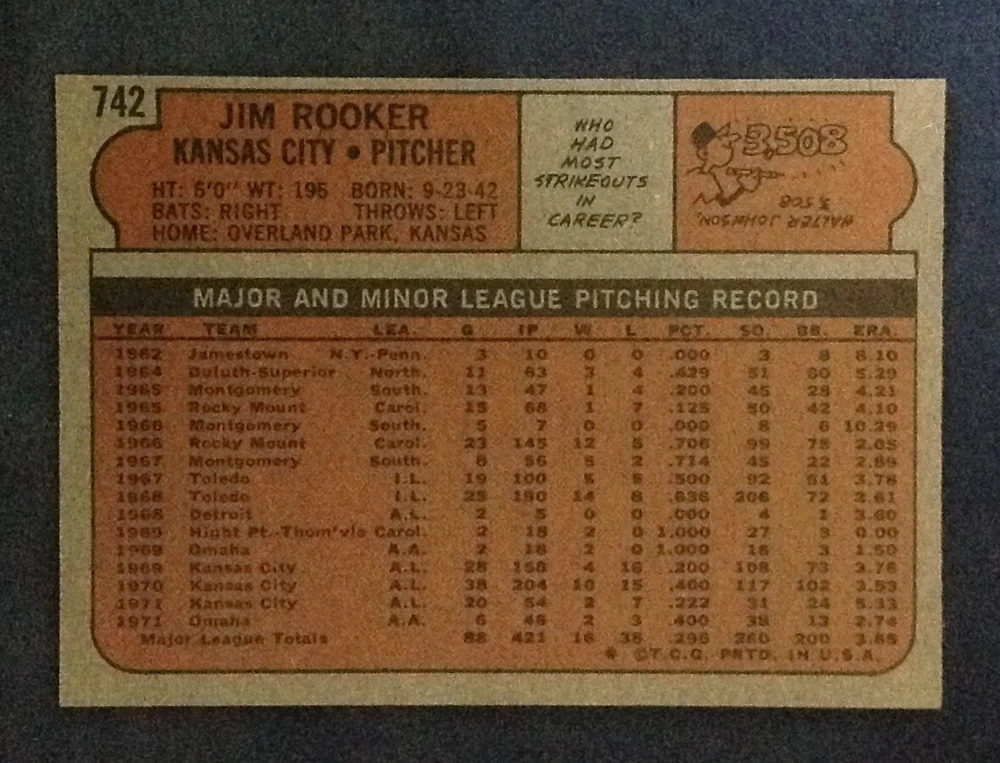 742
JIM ROOKER
KANSAS CITY • PITCHER
HT: 6'0" WT: 195 BORN: 9-23-42
BATS: RIGHT THROWS: LEFT
HOME: OVERLAND PARK, KANSAS
WHO
HAD
MOST
STRIKEOUTS
IN
CAREER?
3,508
WALTER JOHNSON,
3,508
MAJOR AND MINOR LEAGUE PITCHING RECORD
YEAR TEAM LEA. G IP W L PCT. SO. BB. ERA.
1962 Jamestown N.Y.-Penn. 3 10 0 0 .000 3 8 8.10
1964 Duluth-Superior North. 11 63 3 4 .429 51 60 5.29
1965 Montgomery South. 13 47 1 4 .200 45 28 4.21
1965 Rocky Mount Carol. 15 68 1 7 .125 50 42 4.10
1966 Montgomery South. 5 7 0 0 .000 8 6 10.29
1966 Rocky Mount Carol. 23 145 12 5 .706 99 75 2.05
1967 Montgomery South. 8 56 5 2 .714 45 22 2.89
1967 Toledo I.L. 19 100 5 5 .500 92 51 3.78
1968 Toledo I.L. 25 190 14 8 .636 206 72 2.61
1968 Detroit A.L. 2 5 0 0 .000 4 1 3.60
1969 Hight Pt.-Thom'vle Carol. 2 18 2 0 1.000 27 3 0.00
1969 Omaha A.A. 2 18 2 0 1.000 18 3 1.50
1969 Kansas City A.L. 28 158 4 16 .200 108 73 3.76
1970 Kansas City A.L. 38 204 10 15 .400 117 102 3.53
1971 Kansas City A.L. 20 54 2 7 .222 31 24 5.33
1971 Omaha A.A. 6 46 2 3 .400 38 13 2.74
Major League Totals 88 421 16 38 .296 260 200 3.85
* ©T.C.G. PRTD. IN U.S.A.